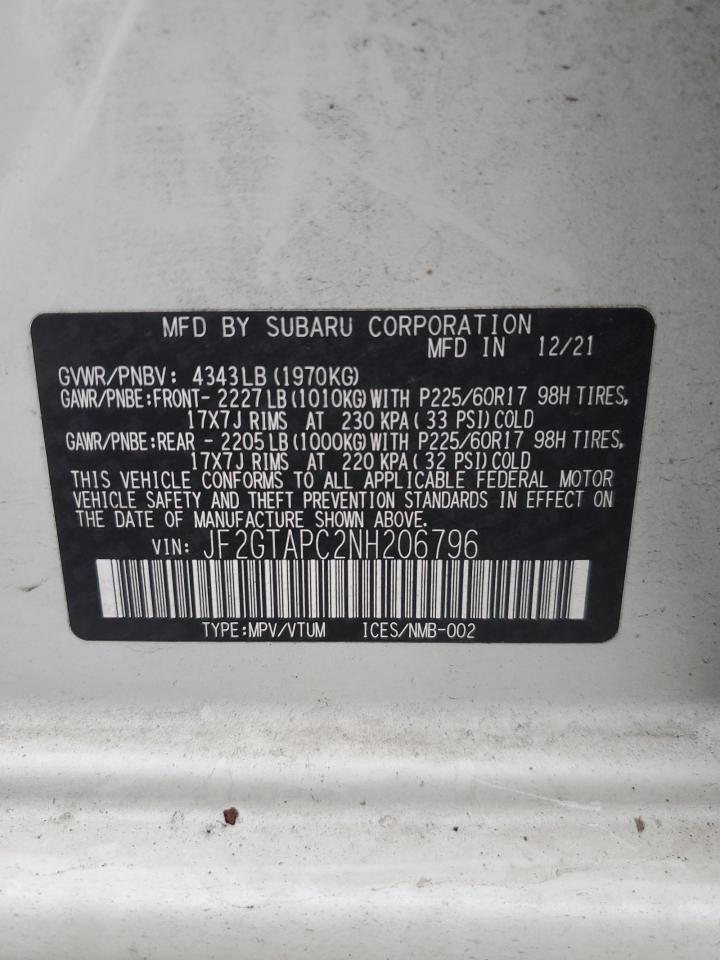 MFD BY SUBARU CORPORATION
MFD IN 12/21
GVWR/PNBV: 4343LB (1970KG)
GAWR/PNBE:FRONT- 2227LB (1010KG) WITH P225/60R17 98H TIRES,
17X7J RIMS AT 230 KPA ( 33 PSI) COLD
GAWR/PNBE:REAR - 2205LB (1000KG) WITH P225/60R17 98H TIRES,
17X7J RIMS AT 220 KPA ( 32 PSI) COLD
THIS VEHICLE CONFORMS TO ALL APPLICABLE FEDERAL MOTOR
VEHICLE SAFETY AND THEFT PREVENTION STANDARDS IN EFFECT ON
THE DATE OF MANUFACTURE SHOWN ABOVE.
VIN: JF2GTAPC2NH206796
TYPE:MPV/VTUM ICES/NMB-002